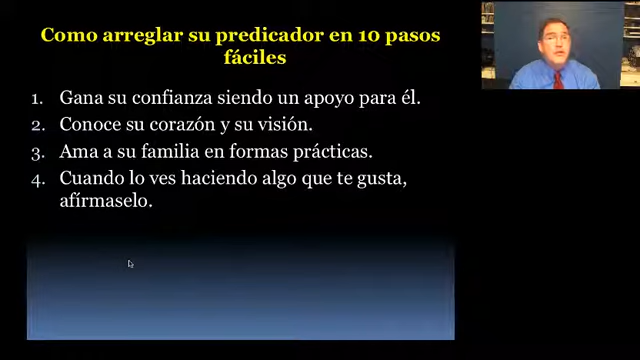 Como arreglar su predicador en 10 pasos
fáciles
1. Gana su confianza siendo un apoyo para él.
2. Conoce su corazón y su visión.
3. Ama a su familia en formas prácticas.
4. Cuando lo ves haciendo algo que te gusta,
afírmaselo.